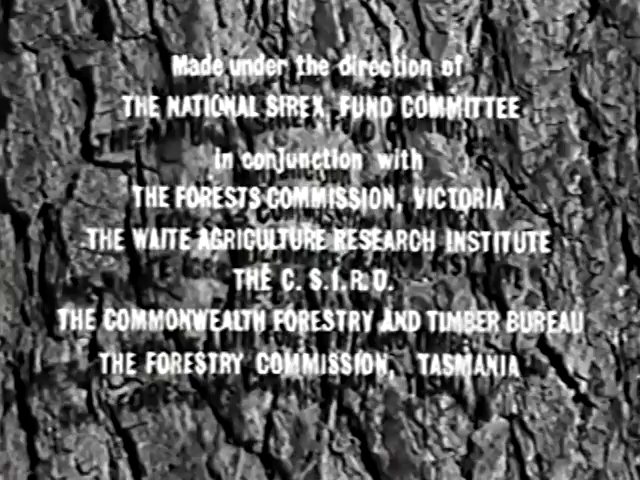 Made under the direction of
THE NATIONAL SIREX FUND COMMITTEE
in conjunction with
THE FORESTS COMMISSION, VICTORIA
THE WAITE AGRICULTURE RESEARCH INSTITUTE
THE C.S.I.R.O.
THE COMMONWEALTH FORESTRY AND TIMBER BUREAU
THE FORESTRY COMMISSION, TASMANIA